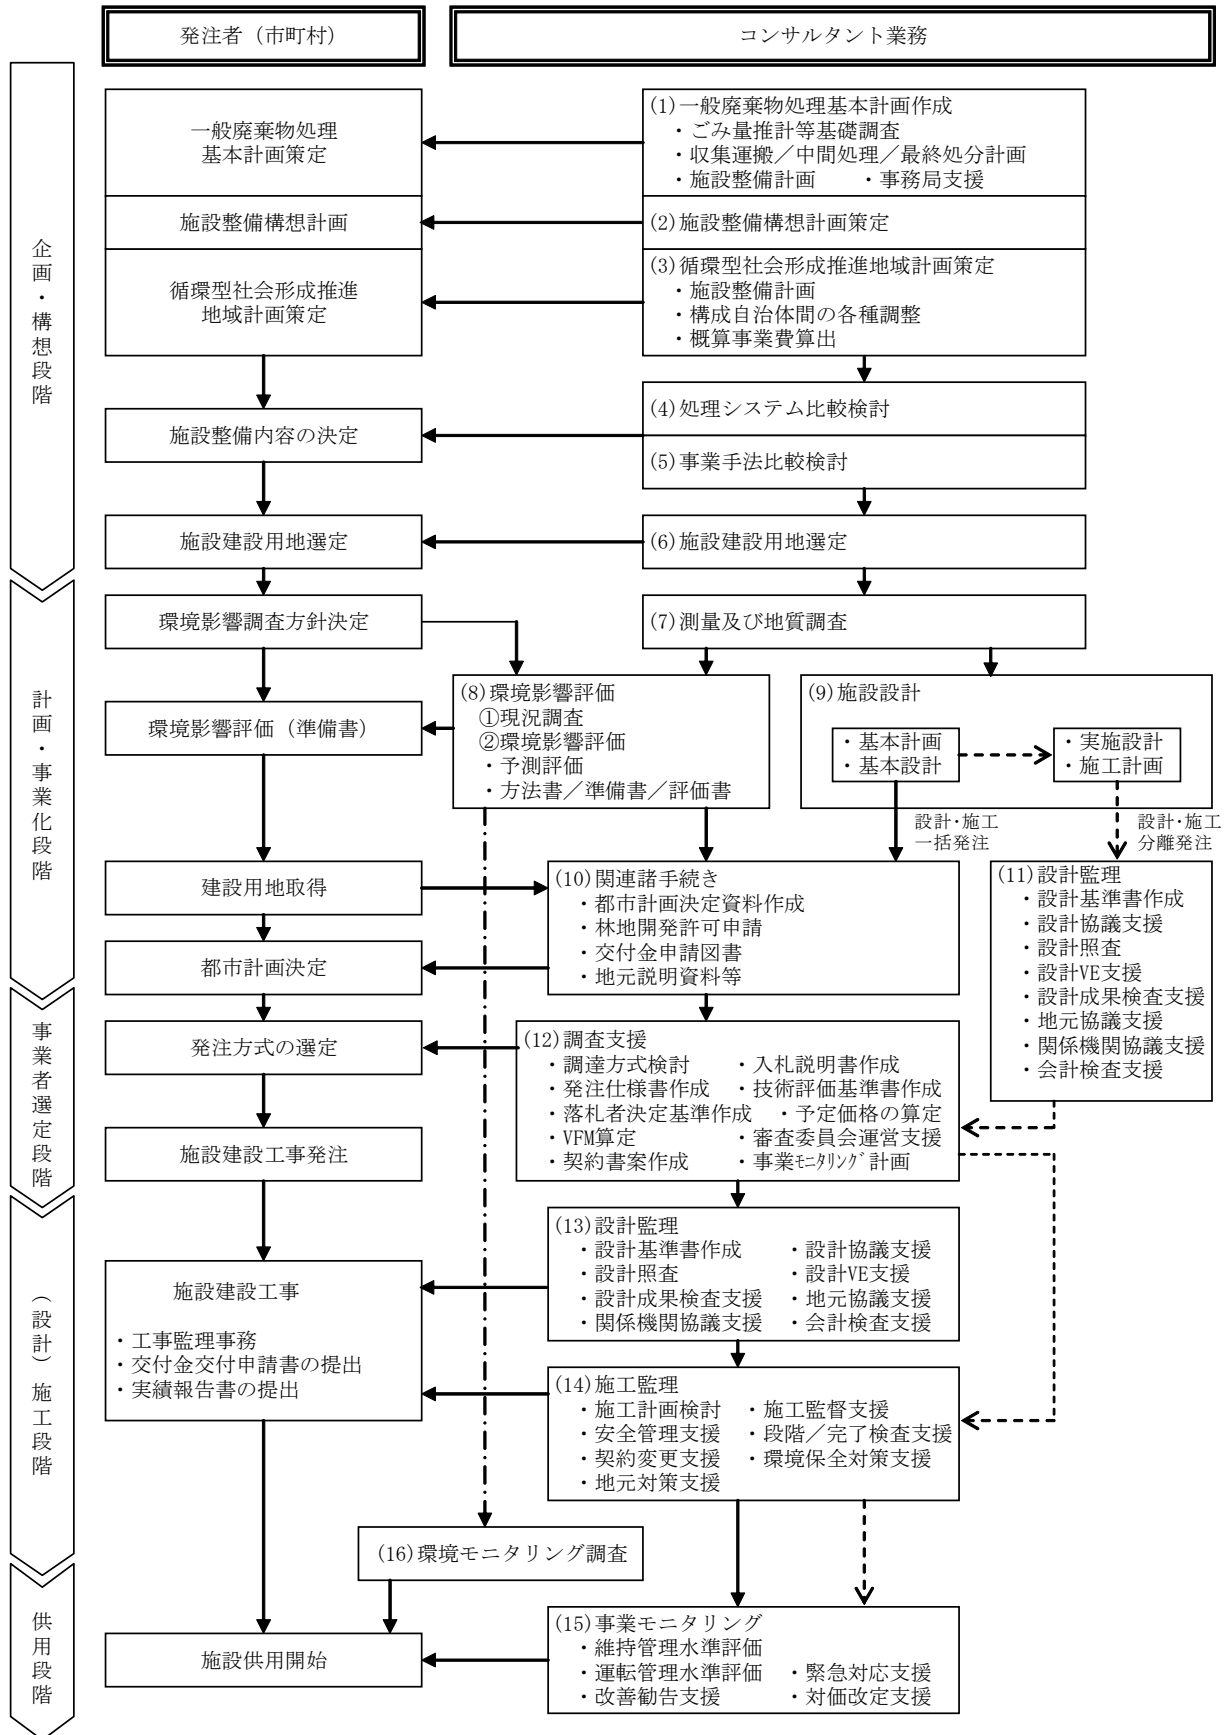 発注者（市町村）
コンサルタント業務
企画・構想段階
一般廃棄物処理
基本計画策定
(1)一般廃棄物処理基本計画作成
・ごみ量推計等基礎調査
・収集運搬／中間処理／最終処分計画
・施設整備計画　・事務局支援
施設整備構想計画
(2)施設整備構想計画策定
循環型社会形成推進
地域計画策定
(3)循環型社会形成推進地域計画策定
・施設整備計画
・構成自治体間の各種調整
・概算事業費算出
施設整備内容の決定
(4)処理システム比較検討
(5)事業手法比較検討
施設建設用地選定
(6)施設建設用地選定
計画・事業化段階
環境影響調査方針決定
(7)測量及び地質調査
環境影響評価（準備書）
(8)環境影響評価
①現況調査
②環境影響評価
・予測評価
・方法書／準備書／評価書
(9)施設設計
・基本計画
・基本設計
・実施設計
・施工計画
設計・施工
一括発注
設計・施工
分離発注
建設用地取得
都市計画決定
(10)関連諸手続き
・都市計画決定資料作成
・林地開発許可申請
・交付金申請図書
・地元説明資料等
(11)設計監理
・設計基準書作成
・設計協議支援
・設計照査
・設計VE支援
・設計成果検査支援
・地元協議支援
・関係機関協議支援
・会計検査支援
事業者選定段階
発注方式の選定
施設建設工事発注
(12)調査支援
・調達方式検討　・入札説明書作成
・発注仕様書作成　・技術評価基準書作成
・落札者決定基準作成　・予定価格の算定
・VFM算定　・審査委員会運営支援
・契約書案作成　・事業ﾓﾆﾀﾘﾝｸﾞ計画
（設計）施工段階
施設建設工事
・工事監理事務
・交付金交付申請書の提出
・実績報告書の提出
(13)設計監理
・設計基準書作成　・設計協議支援
・設計照査　・設計VE支援
・設計成果検査支援　・地元協議支援
・関係機関協議支援　・会計検査支援
(14)施工監理
・施工計画検討　・施工監督支援
・安全管理支援　・段階／完了検査支援
・契約変更支援　・環境保全対策支援
・地元対策支援
(16)環境モニタリング調査
供用段階
施設供用開始
(15)事業モニタリング
・維持管理水準評価
・運転管理水準評価　・緊急対応支援
・改善勧告支援　・対価改定支援